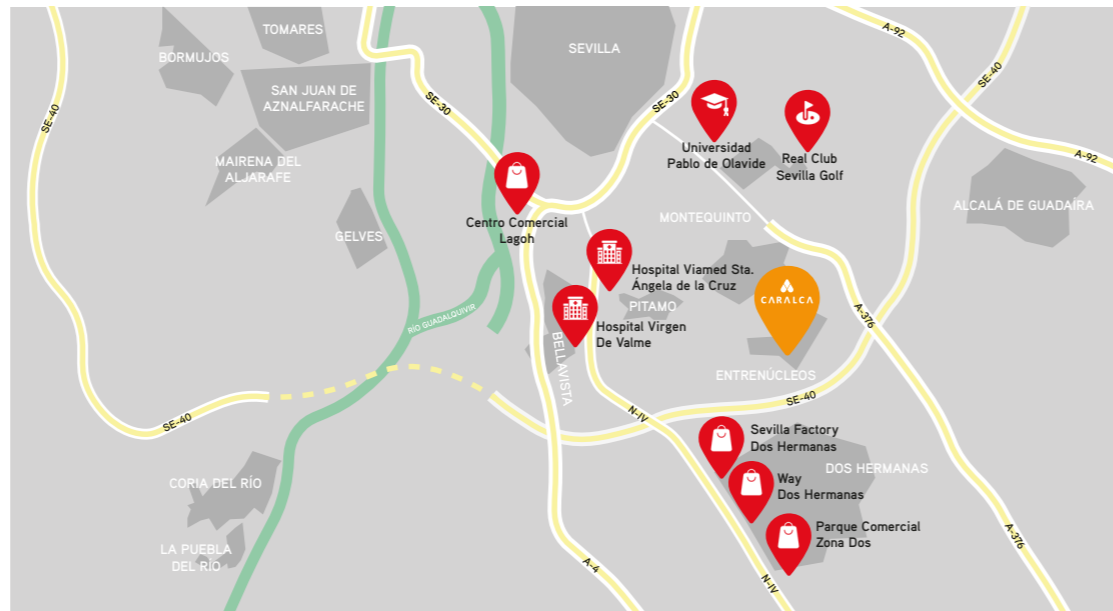 TOMARES
BORMUJOS
SAN JUAN DE
AZNALFARACHE
MAIRENA DEL
ALJARAFE
GELVES
SE-40
SE-30
SEVILLA
SE-30
A-92
SE-40
A-92
Universidad
Pablo de Olavide
Real Club
Sevilla Golf
ALCALÁ DE GUADAÍRA
MONTEQUINTO
Centro Comercial
Lagoh
Hospital Viamed Sta.
Ángela de la Cruz
PITAMO
Hospital Virgen
De Valme
BELLAVISTA
CARALCA
ENTRENÚCLEOS
A-376
RÍO GUADALQUIVIR
SE-40
SE-40
N-IV
Sevilla Factory
Dos Hermanas
DOS HERMANAS
Way
Dos Hermanas
Parque Comercial
Zona Dos
CORIA DEL RÍO
LA PUEBLA
DEL RÍO
A-4
N-IV
A-376